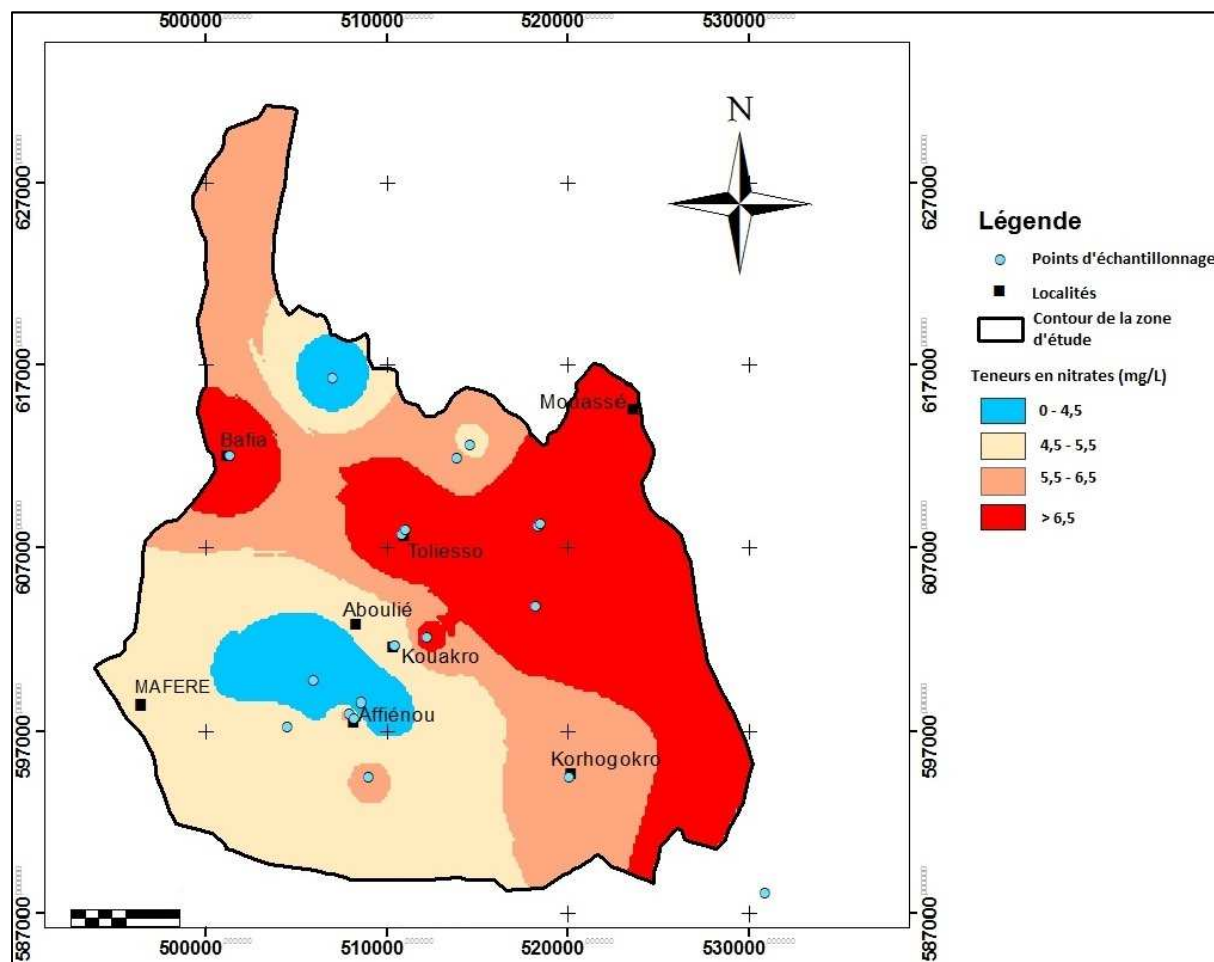 500000 510000 520000 530000
N
627000 627000
Légende
Points d'échantillonnage
Localités
Contour de la zone
d'étude
617000 617000
Teneurs en nitrates (mg/L)
0 - 4,5
4,5 - 5,5
5,5 - 6,5
> 6,5
Modassé
Bafia
Toliesso
607000 607000
Aboulié
Kouakro
MAFERE
Affiénou
597000 597000
Korhogokro
587000 587000
500000 510000 520000 530000